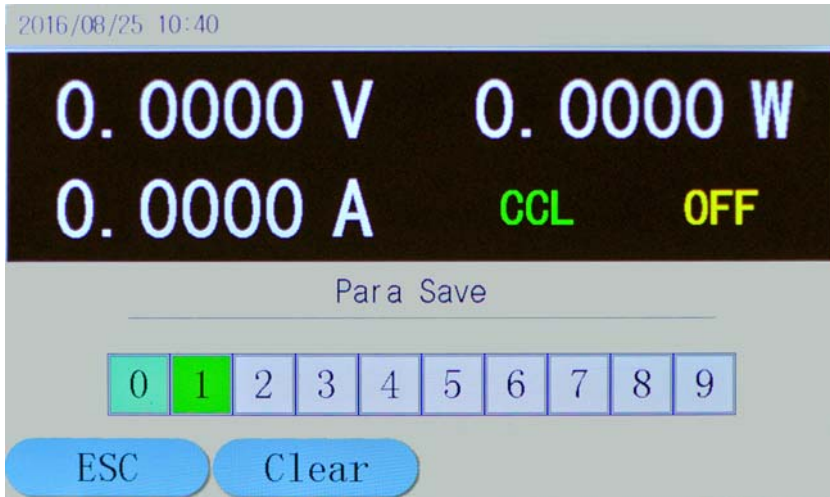 2016/08/25 10:40
0.0000 V 0.0000 W
0.0000 A CCL OFF
Para Save
0 1 2 3 4 5 6 7 8 9
ESC Clear